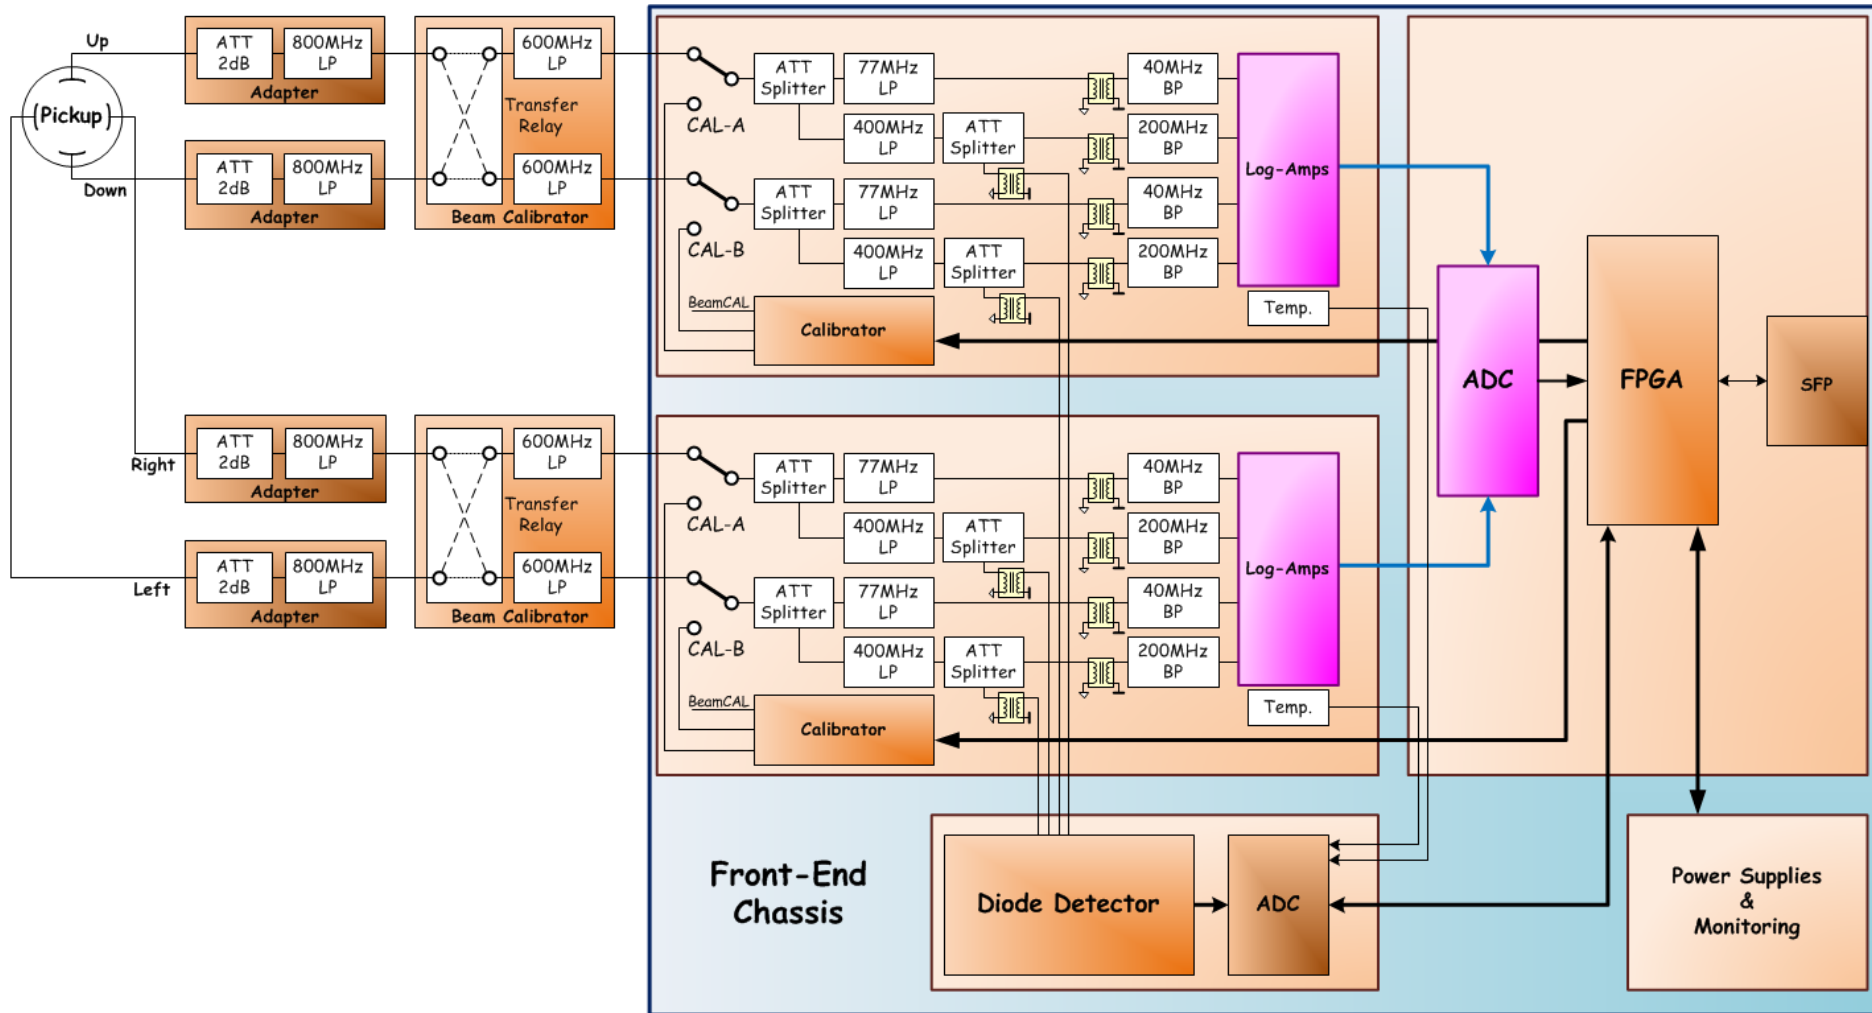 Up
ATT
2dB
800MHz
LP
Adapter
600MHz
LP
Transfer
Relay
(Pickup)
Down
ATT
2dB
800MHz
LP
Adapter
600MHz
LP
Beam Calibrator
CAL-A
ATT
Splitter
77MHz
LP
40MHz
BP
400MHz
LP
ATT
Splitter
200MHz
BP
CAL-B
ATT
Splitter
77MHz
LP
40MHz
BP
400MHz
LP
ATT
Splitter
200MHz
BP
Log-Amps
BeamCAL
Calibrator
Temp.
ADC
FPGA
SFP
Right
ATT
2dB
800MHz
LP
Adapter
600MHz
LP
Transfer
Relay
Left
ATT
2dB
800MHz
LP
Adapter
600MHz
LP
Beam Calibrator
CAL-A
ATT
Splitter
77MHz
LP
40MHz
BP
400MHz
LP
ATT
Splitter
200MHz
BP
CAL-B
ATT
Splitter
77MHz
LP
40MHz
BP
400MHz
LP
ATT
Splitter
200MHz
BP
Log-Amps
BeamCAL
Calibrator
Temp.
Front-End
Chassis
Diode Detector
ADC
Power Supplies
&
Monitoring